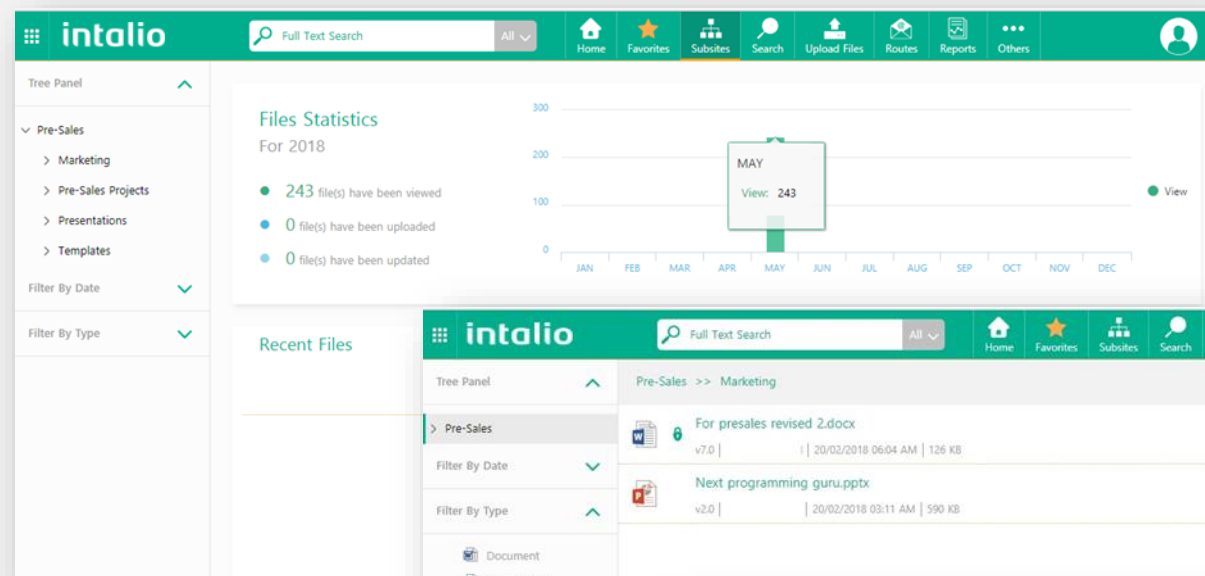 intalio
Full Text Search
All
Home
Favorites
Subsites
Search
Upload Files
Routes
Reports
Others
Tree Panel
Pre-Sales
Marketing
Pre-Sales Projects
Presentations
Templates
Filter By Date
Filter By Type
Files Statistics
For 2018
243 file(s) have been viewed
0 file(s) have been uploaded
0 file(s) have been updated
300
200
100
0
MAY
View: 243
JAN FEB MAR APR MAY JUN JUL AUG SEP OCT NOV DEC
View
Recent Files
intalio
Full Text Search
All
Home
Favorites
Subsites
Search
Tree Panel
Pre-Sales
Filter By Date
Filter By Type
Document
Pre-Sales >> Marketing
For presales revised 2.docx
v7.0 | | 20/02/2018 06:04 AM | 126 KB
Next programming guru.pptx
v2.0 | | 20/02/2018 03:11 AM | 590 KB